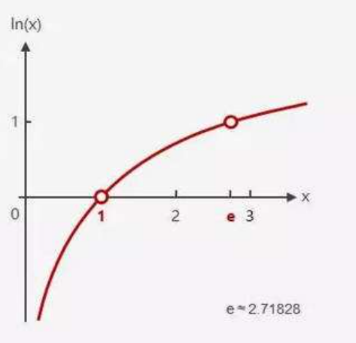 ln(x)
1
x
0 1 2 e 3
e ≈ 2.71828